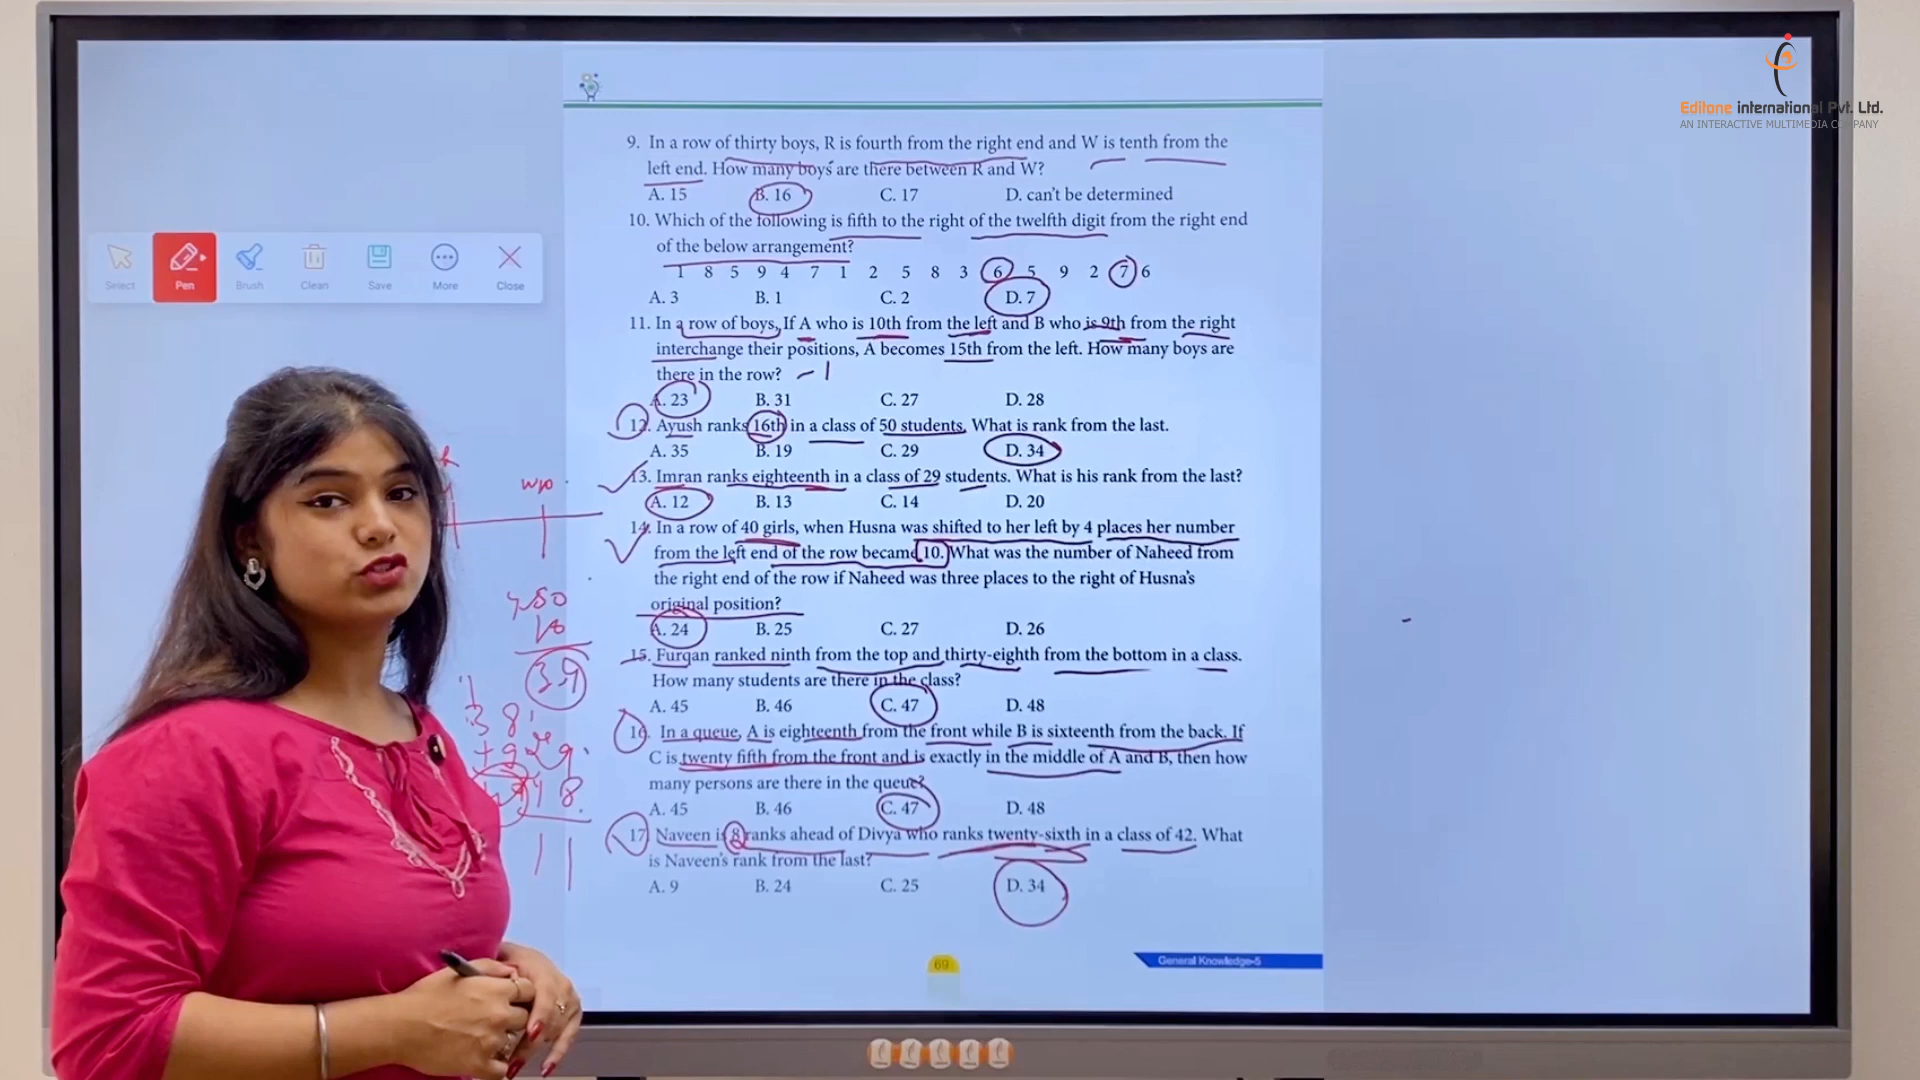 Editone international Pvt. Ltd.
AN INTERACTIVE MULTIMEDIA COMPANY
9. In a row of thirty boys, R is fourth from the right end and W is tenth from the
left end. How many boys are there between R and W?
A. 15 B. 16 C. 17 D. can't be determined
10. Which of the following is fifth to the right of the twelfth digit from the right end
of the below arrangement?
1 8 5 9 4 7 1 2 5 8 3 6 5 9 2 7 6
A. 3 B. 1 C. 2 D. 7
11. In a row of boys, If A who is 10th from the left and B who is 9th from the right
interchange their positions, A becomes 15th from the left. How many boys are
there in the row? – 1
A. 23 B. 31 C. 27 D. 28
12. Ayush ranks 16th in a class of 50 students. What is rank from the last.
A. 35 B. 19 C. 29 D. 34
13. Imran ranks eighteenth in a class of 29 students. What is his rank from the last?
A. 12 B. 13 C. 14 D. 20
14. In a row of 40 girls, when Husna was shifted to her left by 4 places her number
from the left end of the row became 10. What was the number of Naheed from
the right end of the row if Naheed was three places to the right of Husna's
original position?
A. 24 B. 25 C. 27 D. 26
15. Furqan ranked ninth from the top and thirty-eighth from the bottom in a class.
How many students are there in the class?
A. 45 B. 46 C. 47 D. 48
16. In a queue, A is eighteenth from the front while B is sixteenth from the back. If
C is twenty fifth from the front and is exactly in the middle of A and B, then how
many persons are there in the queue?
A. 45 B. 46 C. 47 D. 48
17. Naveen is 8 ranks ahead of Divya who ranks twenty-sixth in a class of 42. What
is Naveen's rank from the last?
A. 9 B. 24 C. 25 D. 34
69
General Knowledge-5
Select Pen Brush Clean Save More Close